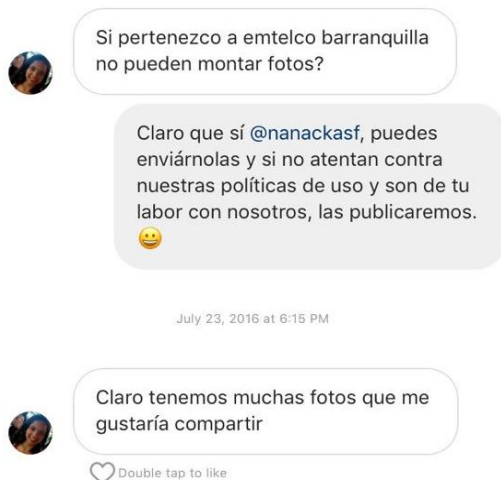 Si pertenezco a emtelco barranquilla
no pueden montar fotos?
Claro que sí @nanackasf, puedes
enviárnolas y si no atentan contra
nuestras políticas de uso y son de tu
labor con nosotros, las publicaremos.
😀
July 23, 2016 at 6:15 PM
Claro tenemos muchas fotos que me
gustaría compartir
Double tap to like